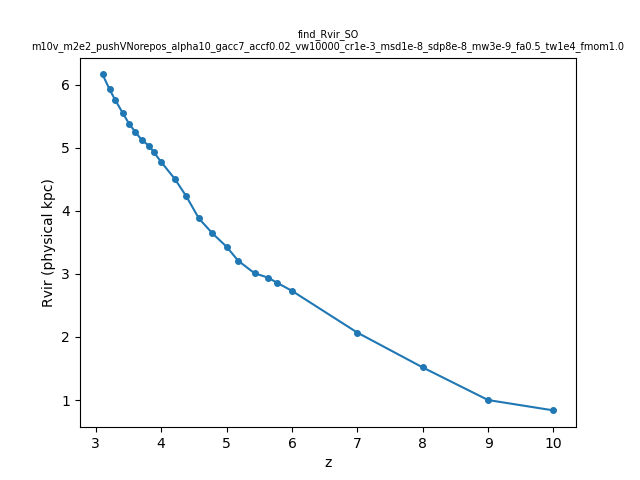 find_Rvir_SO
m10v_m2e2_pushVNorepos_alpha10_gacc7_accf0.02_vw10000_cr1e-3_msd1e-8_sdp8e-8_mw3e-9_fa0.5_tw1e4_fmom1.0
6
5
4
3
2
1
Rvir (physical kpc)
3 4 5 6 7 8 9 10
z